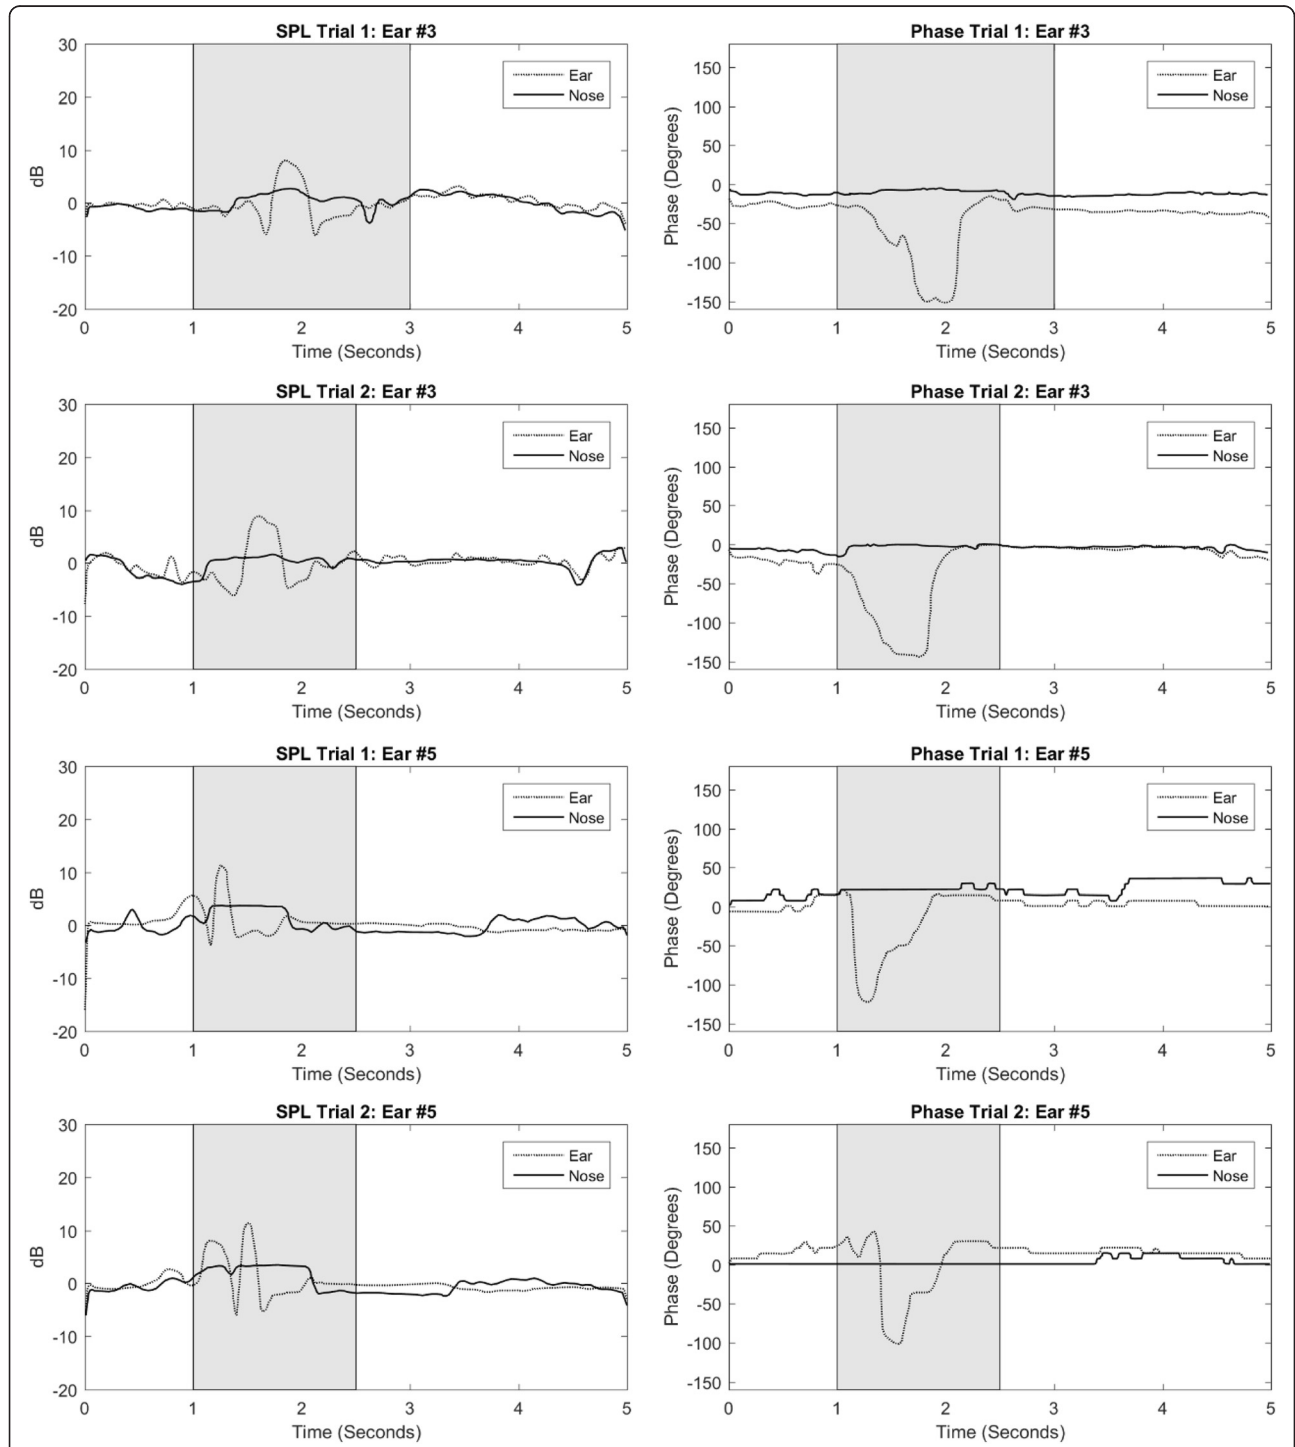 SPL Trial 1: Ear #3
30
20
10
0
-10
-20
dB
Ear
Nose
0 1 2 3 4 5
Time (Seconds)
Phase Trial 1: Ear #3
150
100
50
0
-50
-100
-150
Phase (Degrees)
Ear
Nose
0 1 2 3 4 5
Time (Seconds)
SPL Trial 2: Ear #3
30
20
10
0
-10
-20
dB
Ear
Nose
0 1 2 3 4 5
Time (Seconds)
Phase Trial 2: Ear #3
150
100
50
0
-50
-100
-150
Phase (Degrees)
Ear
Nose
0 1 2 3 4 5
Time (Seconds)
SPL Trial 1: Ear #5
30
20
10
0
-10
-20
dB
Ear
Nose
0 1 2 3 4 5
Time (Seconds)
Phase Trial 1: Ear #5
150
100
50
0
-50
-100
-150
Phase (Degrees)
Ear
Nose
0 1 2 3 4 5
Time (Seconds)
SPL Trial 2: Ear #5
30
20
10
0
-10
-20
dB
Ear
Nose
0 1 2 3 4 5
Time (Seconds)
Phase Trial 2: Ear #5
150
100
50
0
-50
-100
-150
Phase (Degrees)
Ear
Nose
0 1 2 3 4 5
Time (Seconds)